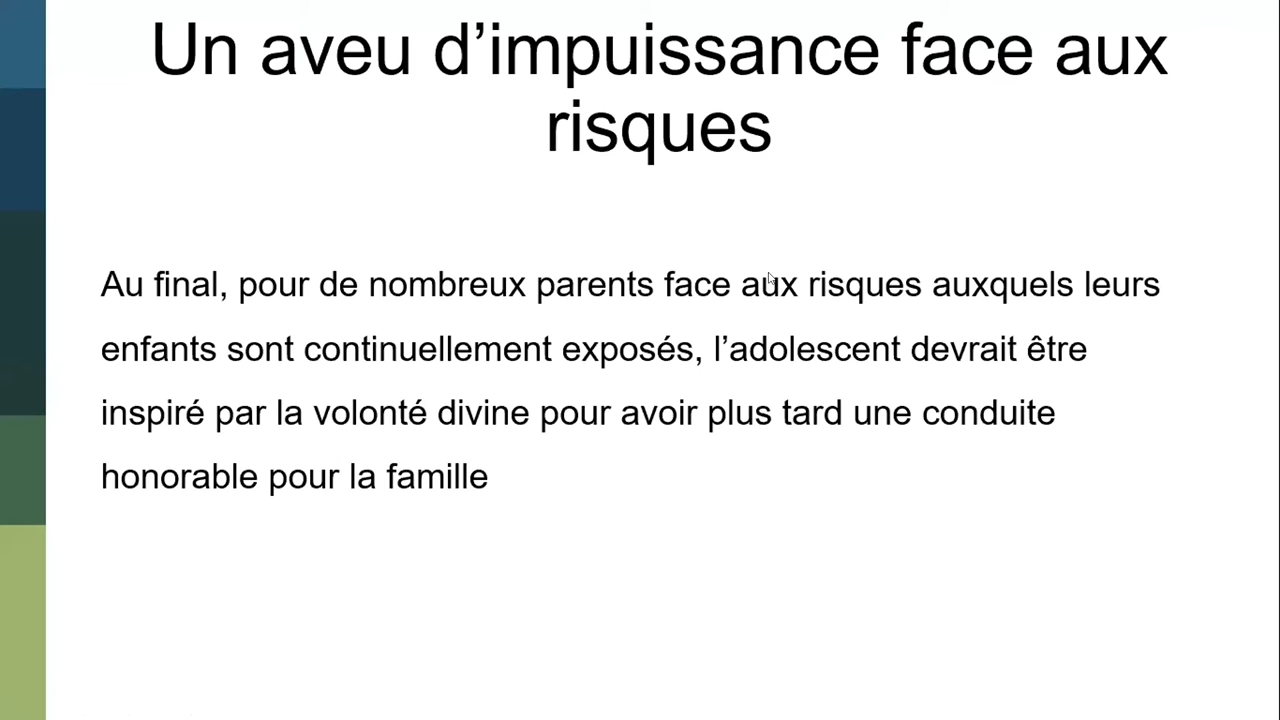 Un aveu d’impuissance face aux
risques
Au final, pour de nombreux parents face aux risques auxquels leurs
enfants sont continuellement exposés, l’adolescent devrait être
inspiré par la volonté divine pour avoir plus tard une conduite
honorable pour la famille